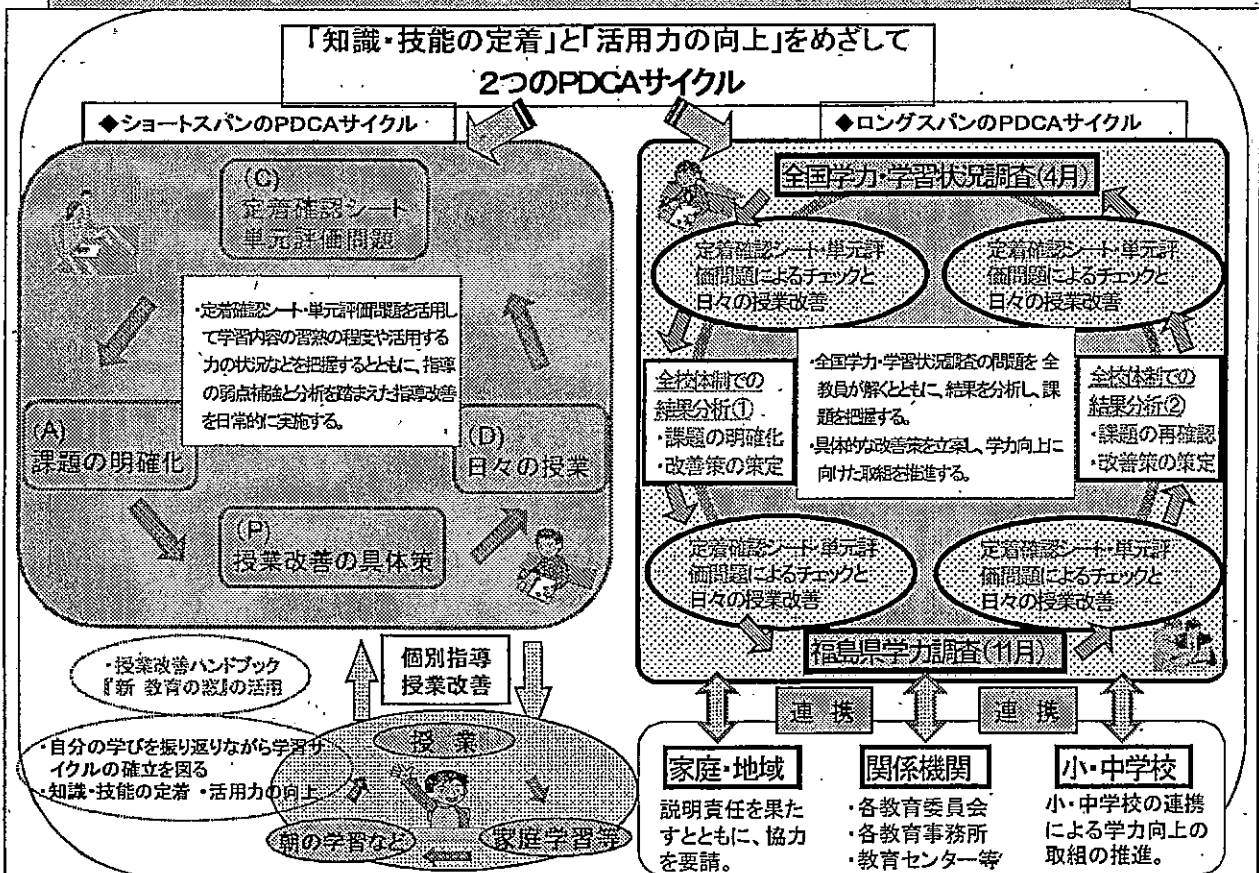 「知識・技能の定着」と「活用力の向上」をめざして
2つのPDCAサイクル
◆ショートスパンのPDCAサイクル
(C)
定着確認シート
単元評価問題
・定着確認シート・単元評価問題を活用し
て学習内容の習熟の程度や活用する
力の状況などを把握するとともに、指導
の弱点補強と分析を踏まえた指導改善
を日常的に実施する。
(A)
課題の明確化
(D)
日々の授業
(P)
授業改善の具体策
・授業改善ハンドブック
『新 教育の窓』の活用
個別指導
授業改善
・自分の学びを振り返りながら学習サ
イクルの確立を図る
・知識・技能の定着 ・活用力の向上
授 業
朝の学習など
家庭学習等
◆ロングスパンのPDCAサイクル
全国学力・学習状況調査(4月)
定着確認シート・単元評
価問題によるチェックと
日々の授業改善
定着確認シート・単元評
価問題によるチェックと
日々の授業改善
全校体制での
結果分析①
・課題の明確化
・改善策の策定
・全国学力・学習状況調査の問題を 全
教員が解くとともに、結果を分析し、課
題を把握する。
・具体的な改善策を立案し、学力向上に
向けた取組を推進する。
全校体制での
結果分析②
・課題の再確認
・改善策の策定
定着確認シート・単元評
価問題によるチェックと
日々の授業改善
定着確認シート・単元評
価問題によるチェックと
日々の授業改善
福島県学力調査(11月)
連 携
連 携
家庭・地域
説明責任を果た
すとともに、協力
を要請。
関係機関
・各教育委員会
・各教育事務所
・教育センター等
小・中学校
小・中学校の連携
による学力向上の
取組の推進。